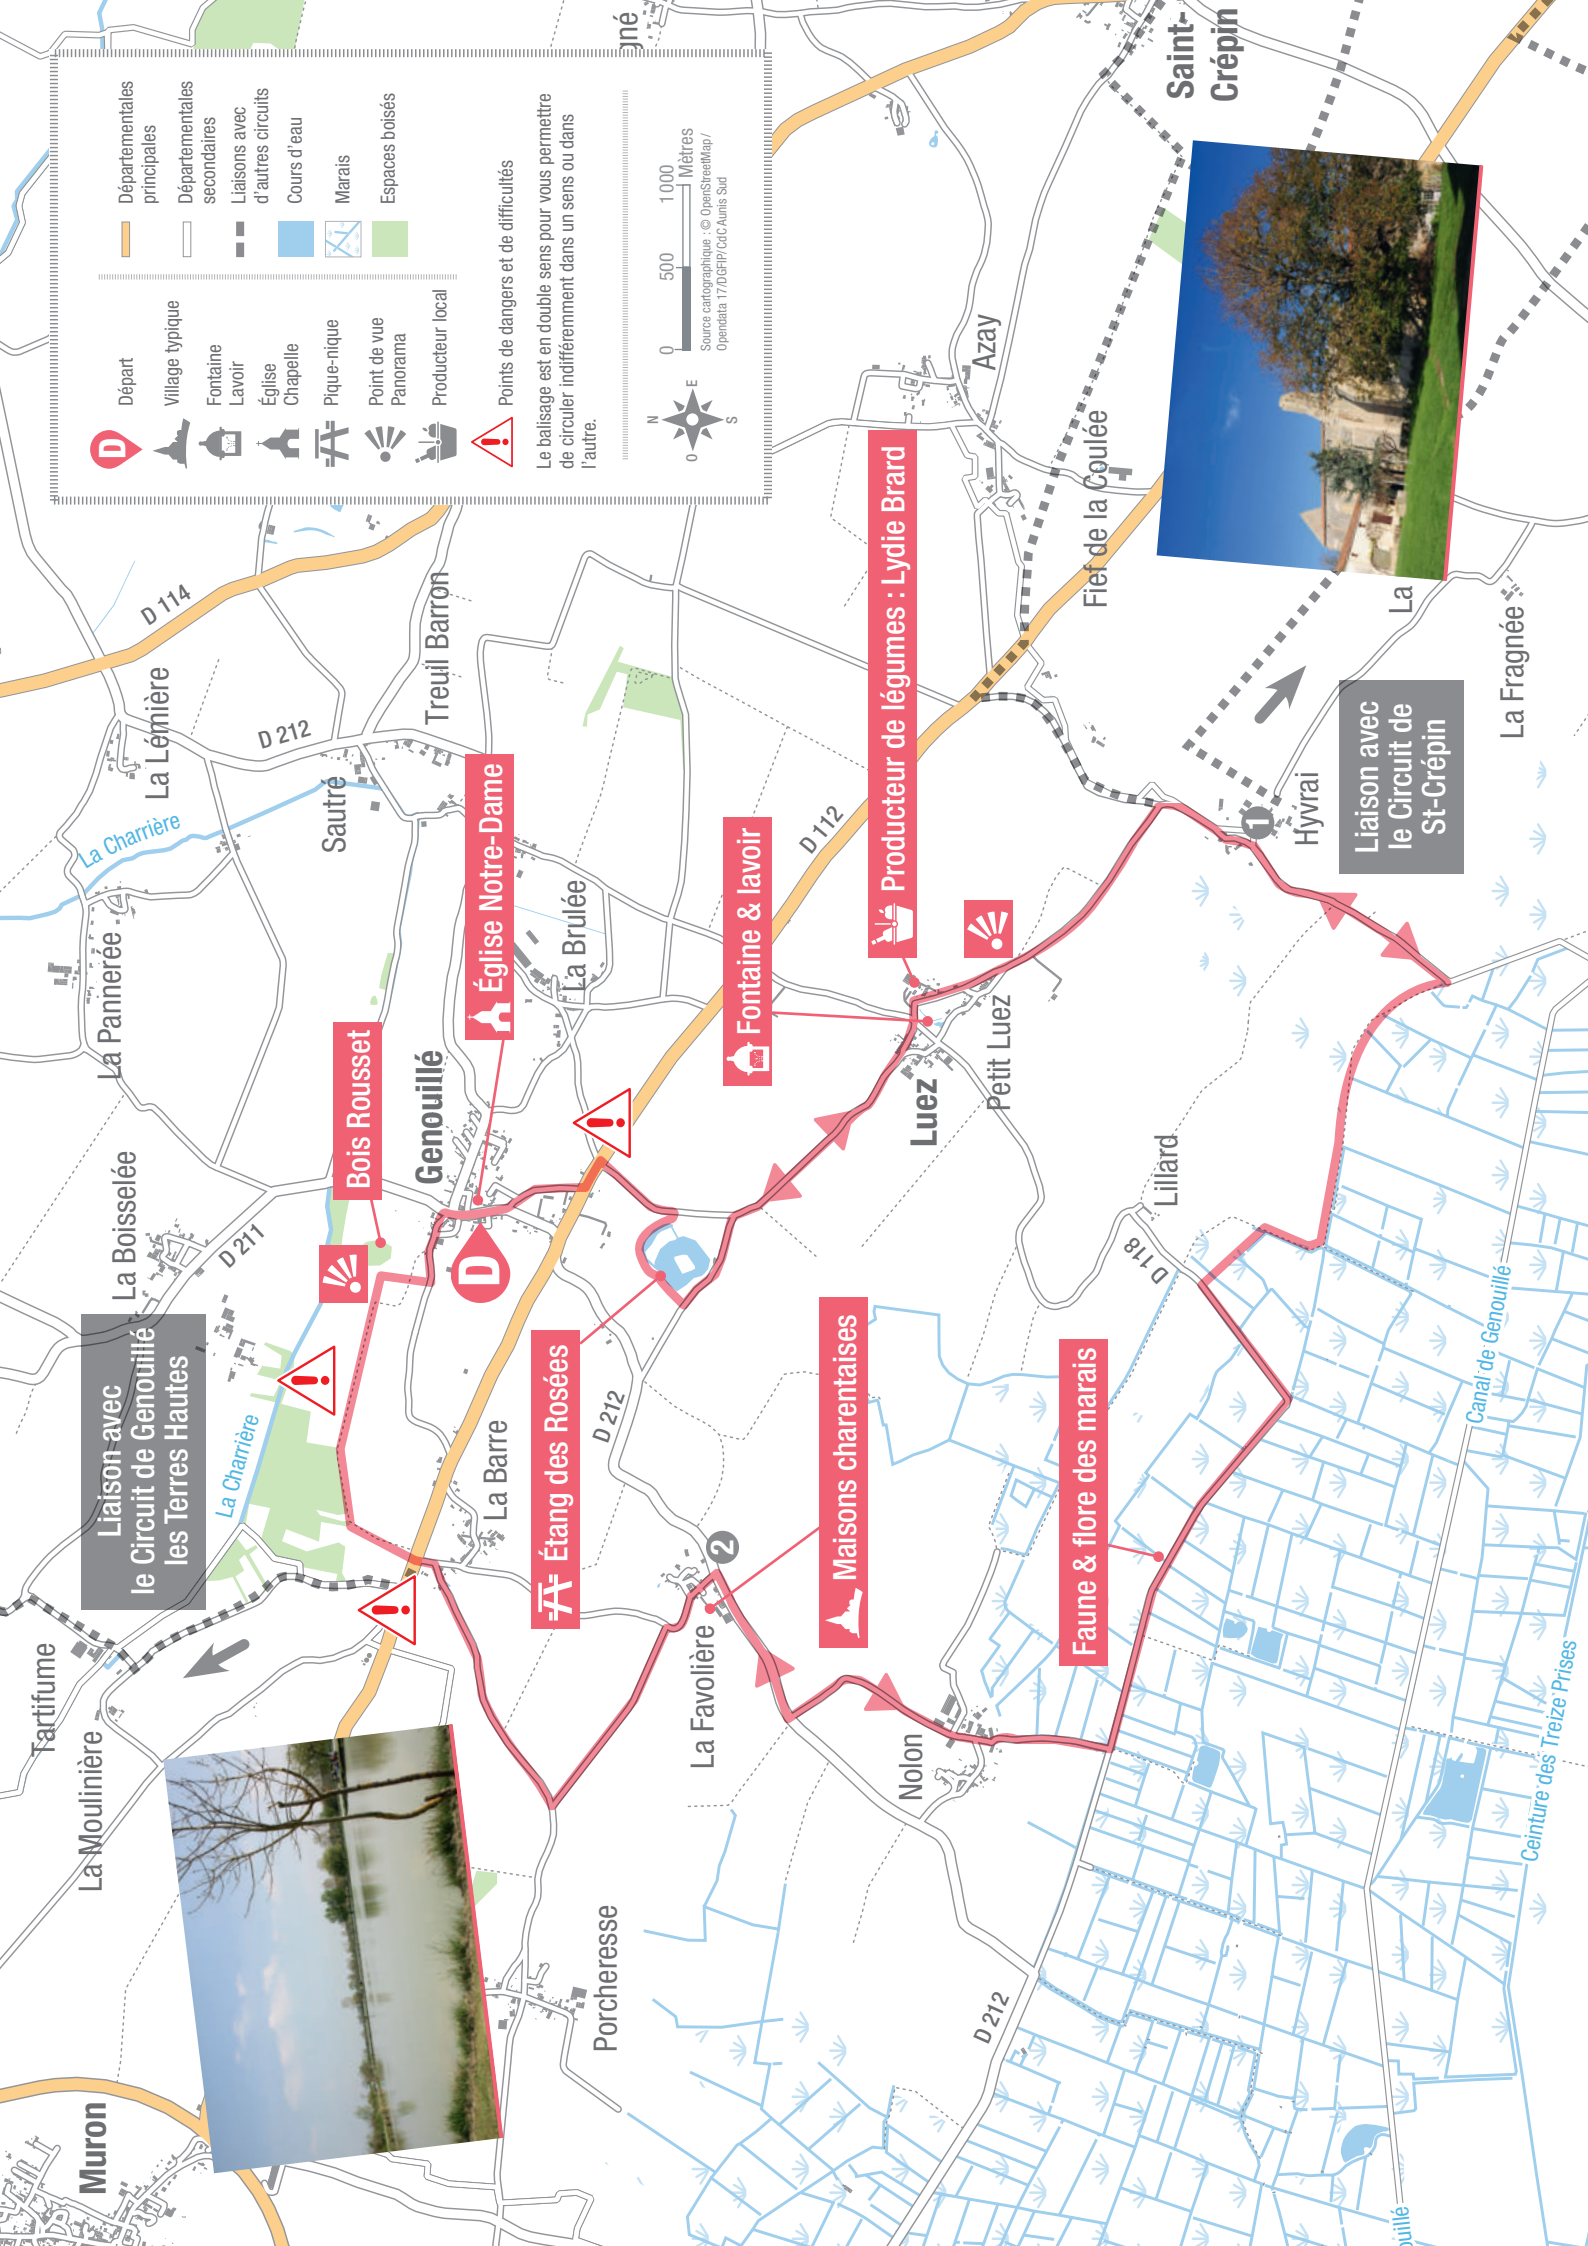 Départ
Village typique
Fontaine
Lavoir
Église
Chapelle
Pique-nique
Point de vue
Panorama
Producteur local
Départementales
principales
Départementales
secondaires
Liaisons avec
d'autres circuits
Cours d'eau
Marais
Espaces boisés
Points de dangers et de difficultés
Le balisage est en double sens pour vous permettre
de circuler indifféremment dans un sens ou dans
l'autre.
N
O
E
S
0
500
1 000
Mètres
Source cartographique : © OpenStreetMap /
Opendata 17/DGFIP/CdC Aunis Sud
Muron
La Moulinière
Tartifume
Liaison avec
le Circuit de Genouillé
les Terres Hautes
La Boisselée
D 211
La Pannerée
La Charrière
La Lémière
D 114
D 212
Sautré
Treuil Barron
La Charrière
Bois Rousset
Genouillé
D
D
Église Notre-Dame
La Brulée
La Barre
Étang des Rosées
D 212
Porcheresse
La Favolière
2
Maisons charentaises
Fontaine & lavoir
D 112
Producteur de légumes : Lydie Brard
Luez
Petit Luez
Azay
Fief de la Coulée
Saint-
Crépin
gné
Nolon
Faune & flore des marais
D 118
Lillard
D 212
Hyvrai
1
Liaison avec
le Circuit de
St-Crépin
La
La Fragnée
Canal de Genouillé
Ceinture des Treize Prises
ouillé